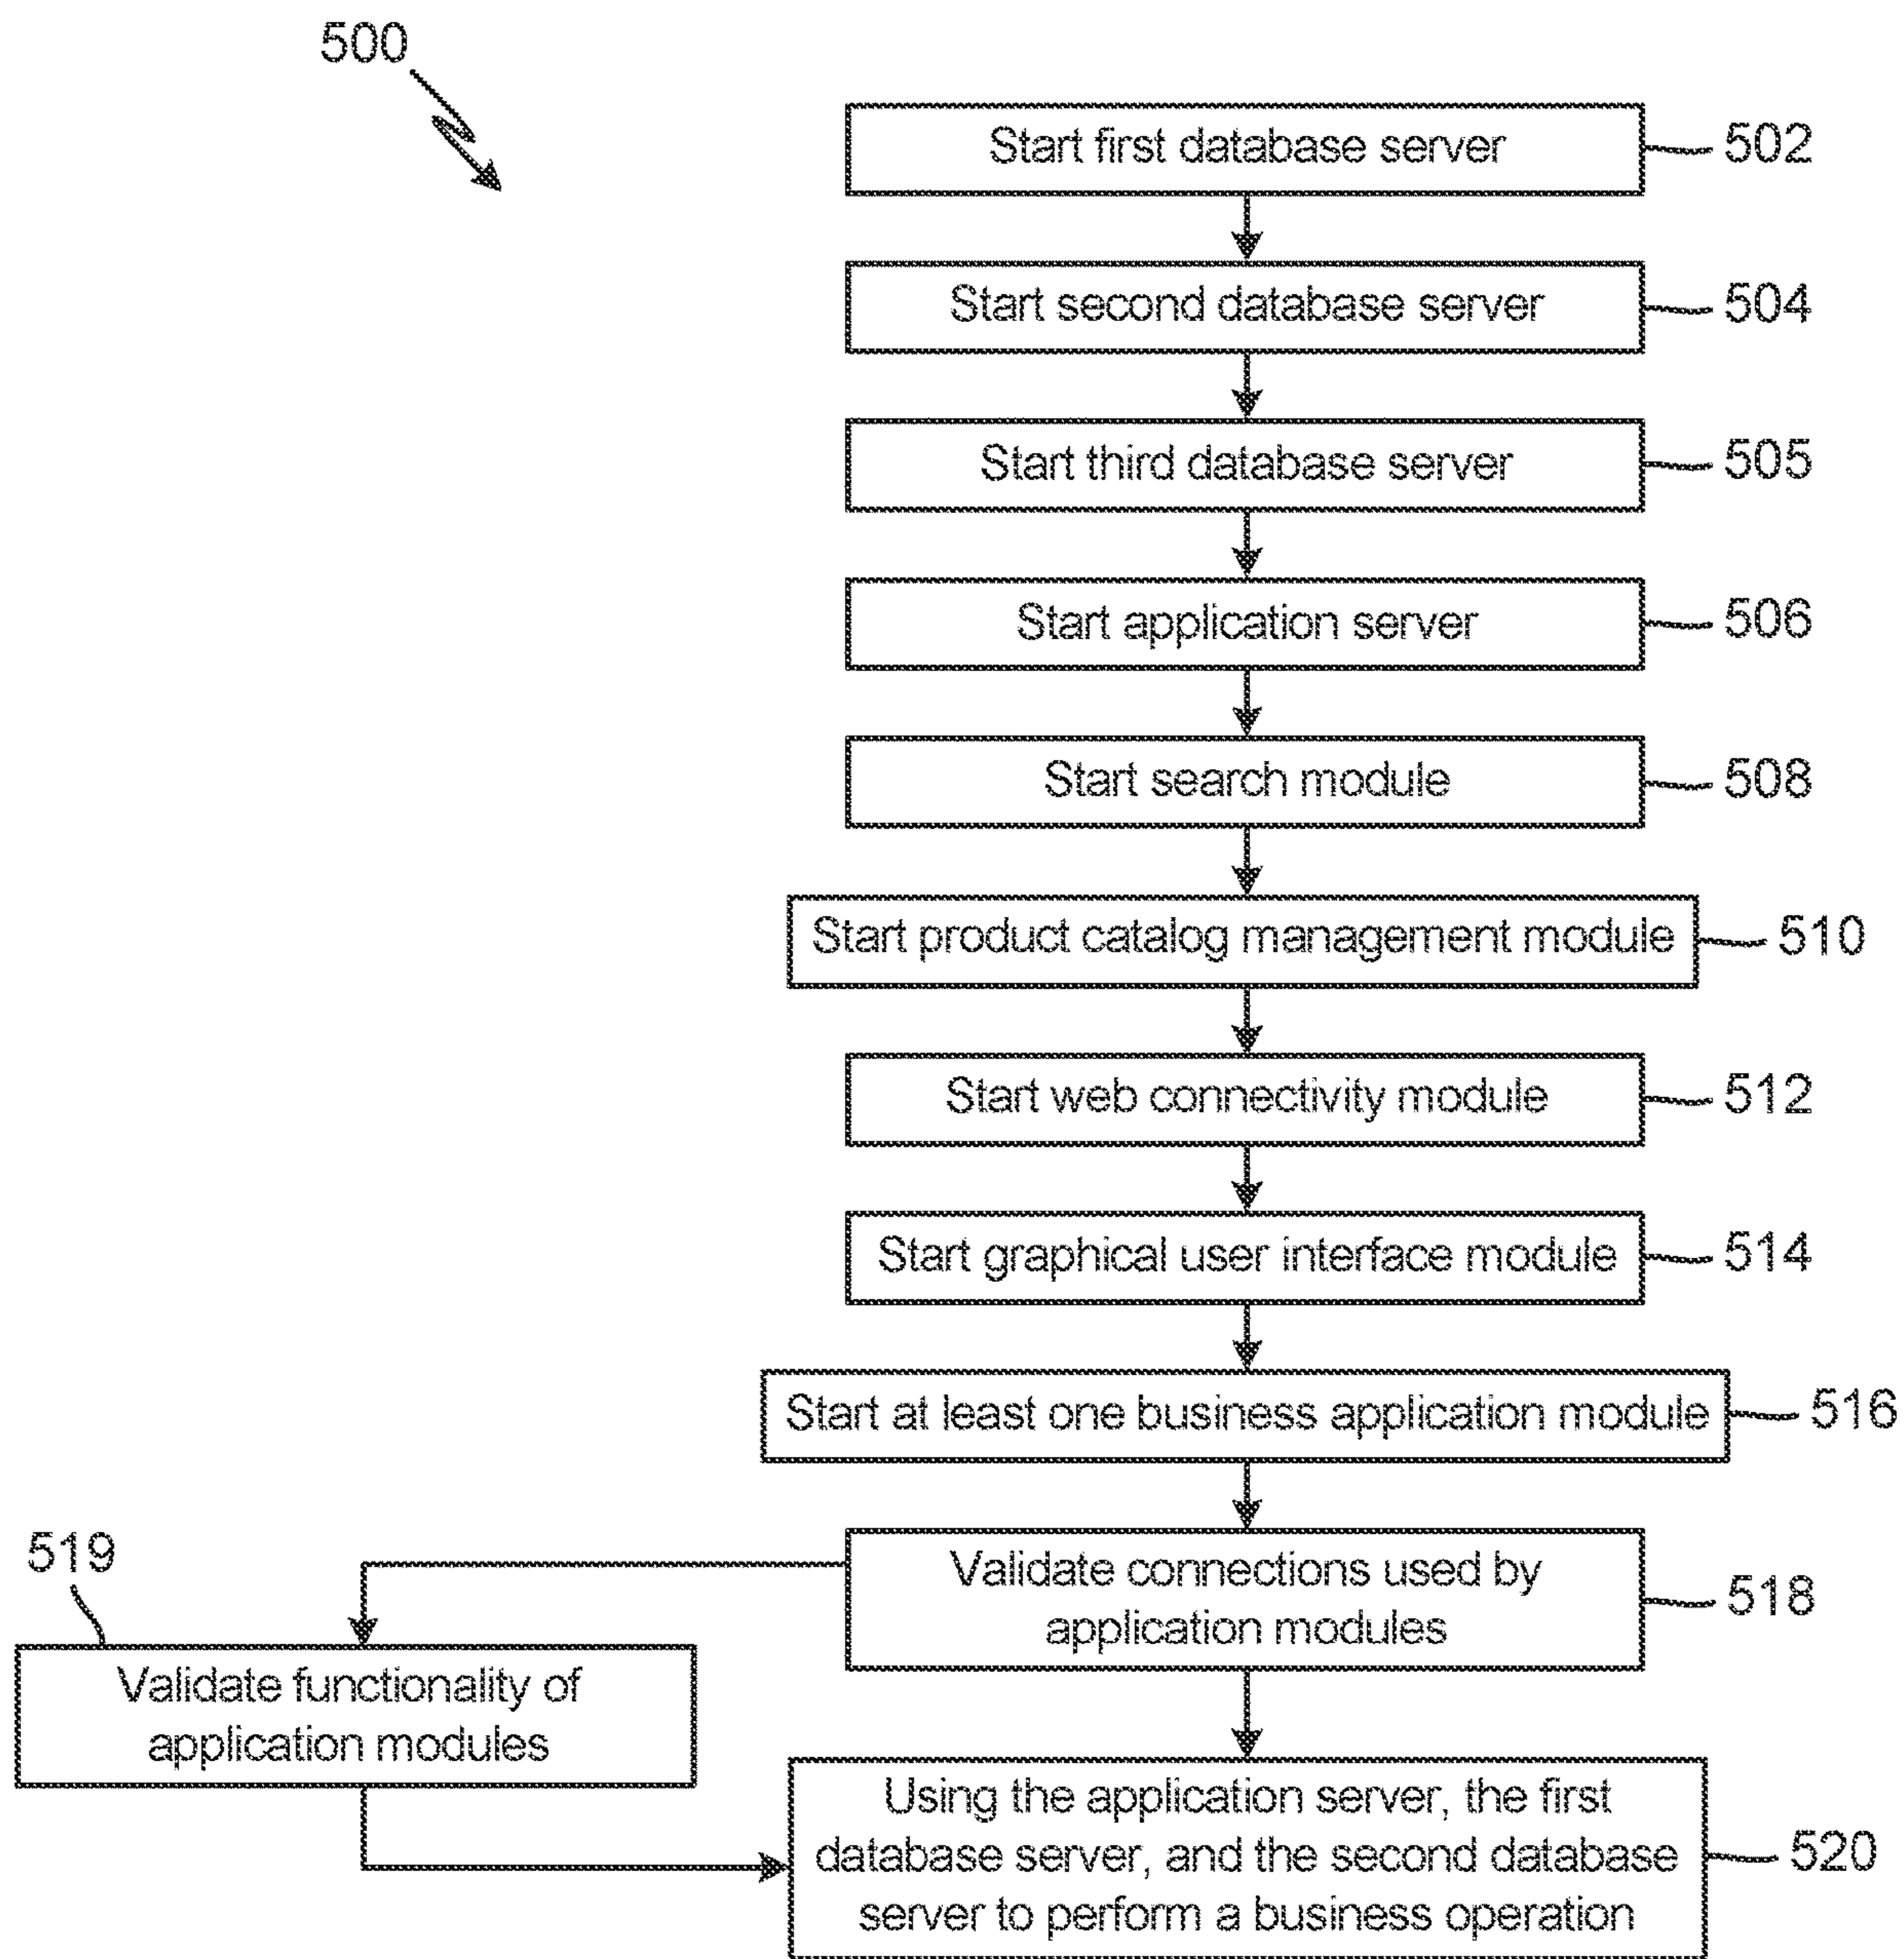 500
Start first database server
502
Start second database server
504
Start third database server
505
Start application server
506
Start search module
508
Start product catalog management module
510
Start web connectivity module
512
Start graphical user interface module
514
Start at least one business application module
516
Validate connections used by
application modules
518
519
Validate functionality of
application modules
Using the application server, the first
database server, and the second database
server to perform a business operation
520